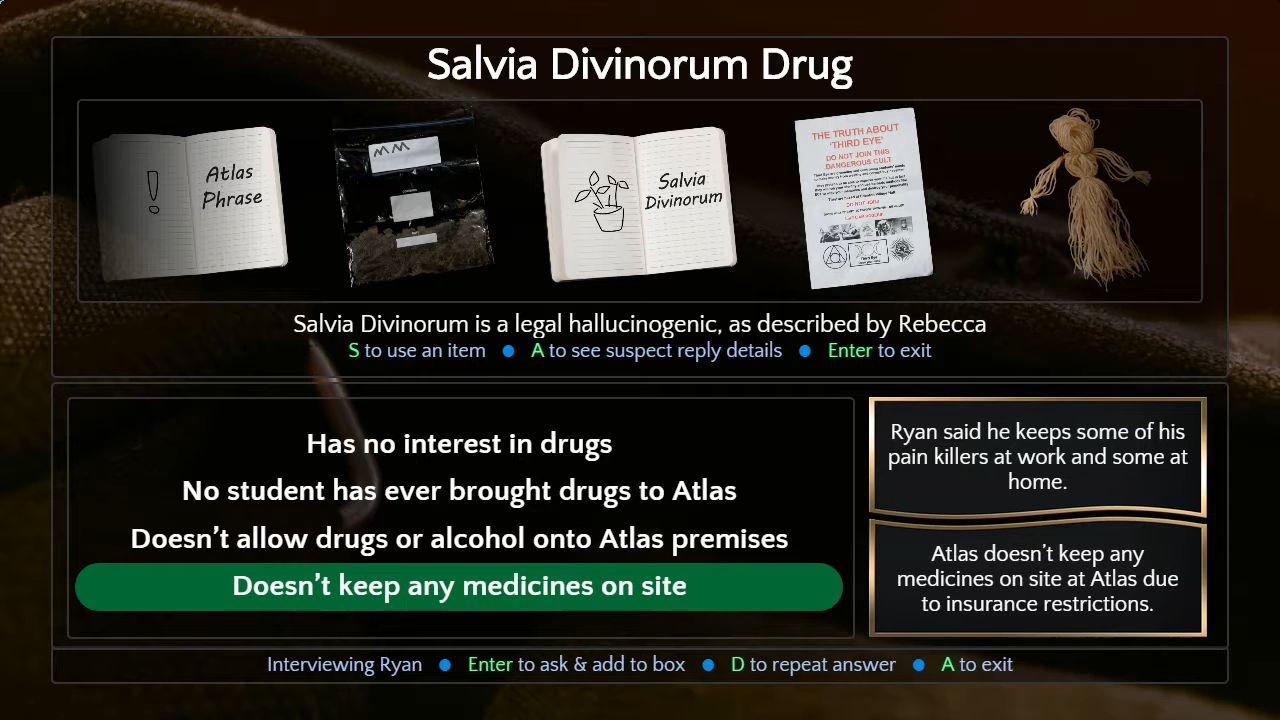 Salvia Divinorum Drug
Atlas
Phrase
Salvia
Divinorum
THE TRUTH ABOUT
'THIRD EYE'
DO NOT JOIN THIS
DANGEROUS CULT
DO NOT JOIN
Salvia Divinorum is a legal hallucinogenic, as described by Rebecca
S to use an item A to see suspect reply details Enter to exit
Has no interest in drugs
No student has ever brought drugs to Atlas
Doesn't allow drugs or alcohol onto Atlas premises
Doesn't keep any medicines on site
Ryan said he keeps some of his
pain killers at work and some at
home.
Atlas doesn't keep any
medicines on site at Atlas due
to insurance restrictions.
Interviewing Ryan Enter to ask & add to box D to repeat answer A to exit